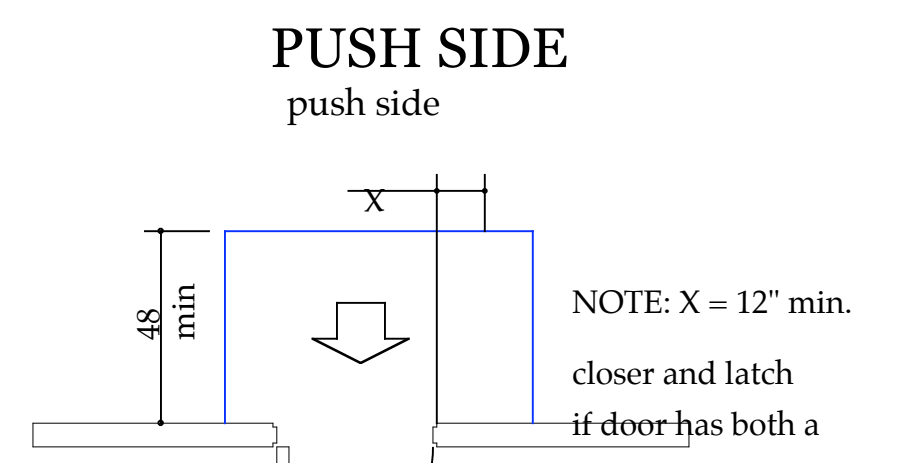 PUSH SIDE
push side
X
48
min
NOTE: X = 12" min.
closer and latch
if door has both a